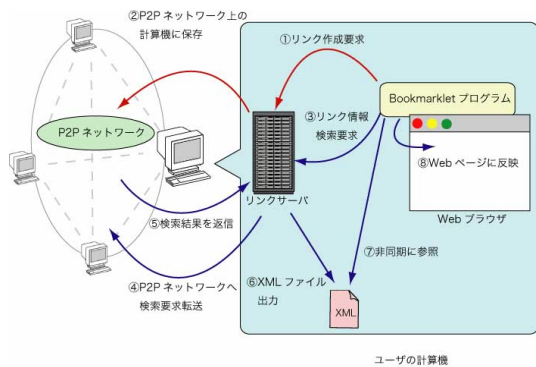 ②P2P ネットワーク上の
計算機に保存
①リンク作成要求
Bookmarklet プログラム
P2P ネットワーク
③リンク情報
検索要求
⑧Web ページに反映
Web ブラウザ
リンクサーバ
⑤検索結果を返信
⑦非同期に参照
④P2P ネットワークへ
検索要求転送
⑥XML ファイル
出力
XML
ユーザの計算機